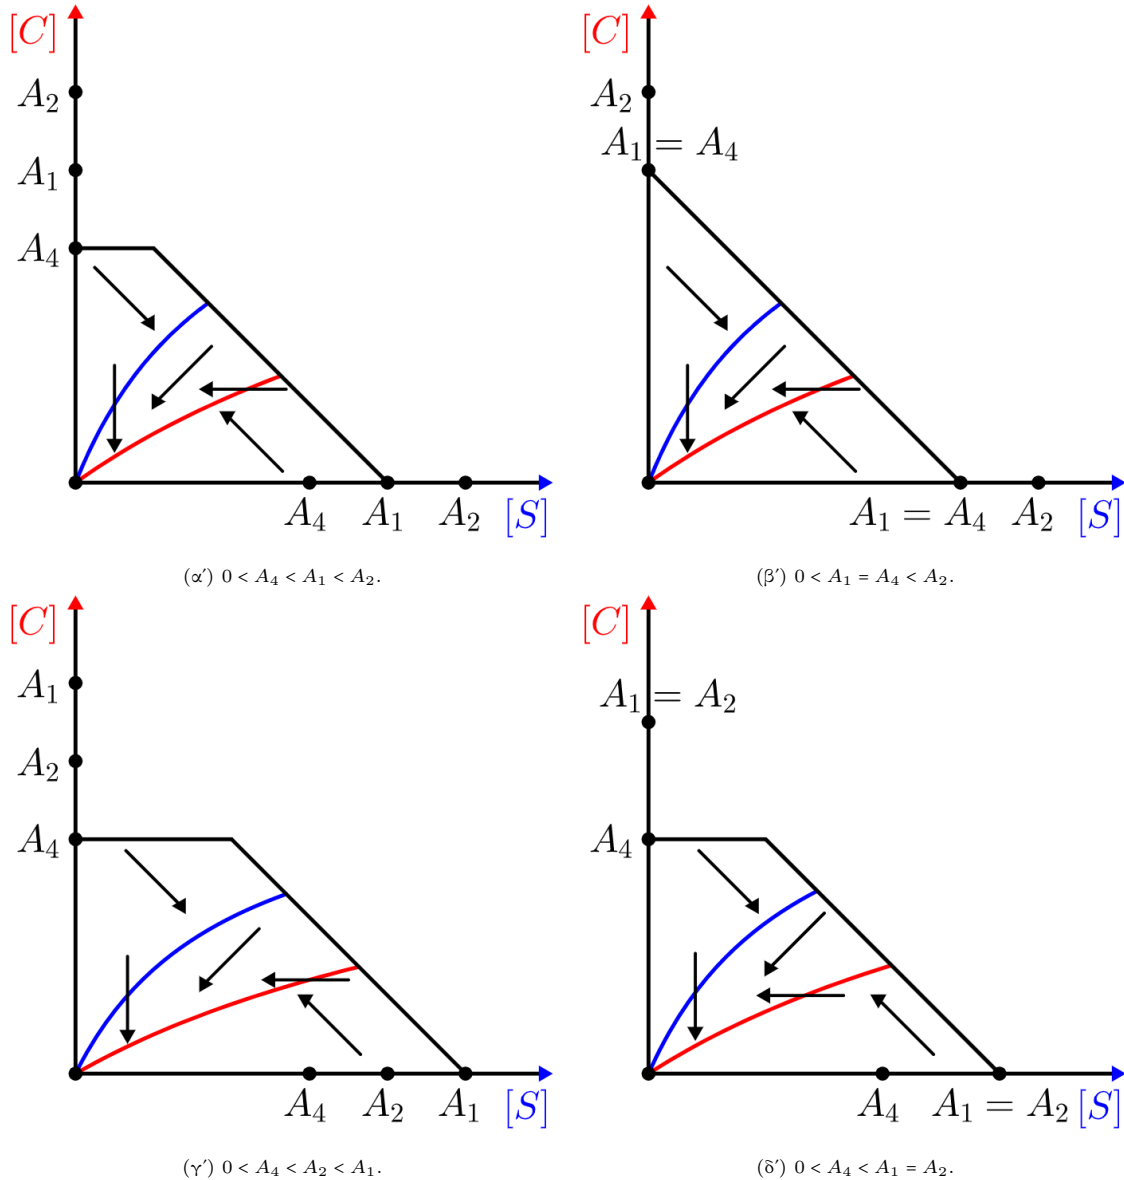 [C]
[C]
A₂
A₂
A₁ = A₄
A₁
A₄
A₄ A₁ A₂ [S]
A₁ = A₄ A₂ [S]
(α′) 0 < A₄ < A₁ < A₂.
(β′) 0 < A₁ = A₄ < A₂.
[C]
[C]
A₁
A₁ = A₂
A₂
A₄
A₄
A₄ A₂ A₁ [S]
A₄ A₁ = A₂ [S]
(γ′) 0 < A₄ < A₂ < A₁.
(δ′) 0 < A₄ < A₁ = A₂.